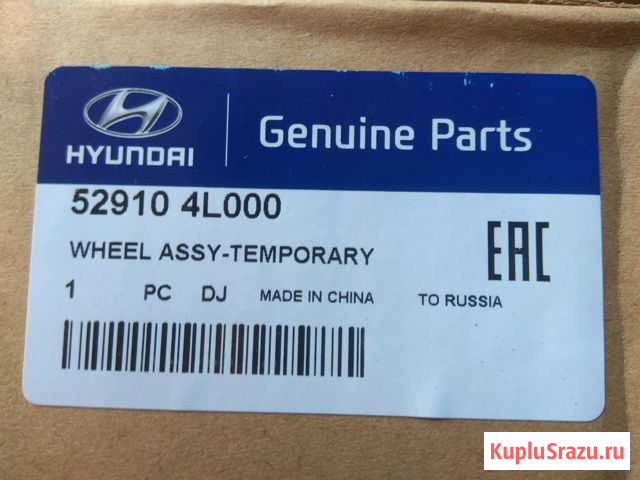 HYUNDAI
Genuine Parts
52910 4L000
WHEEL ASSY-TEMPORARY
EAC
1 PC DJ MADE IN CHINA TO RUSSIA
KupluSrazu.ru